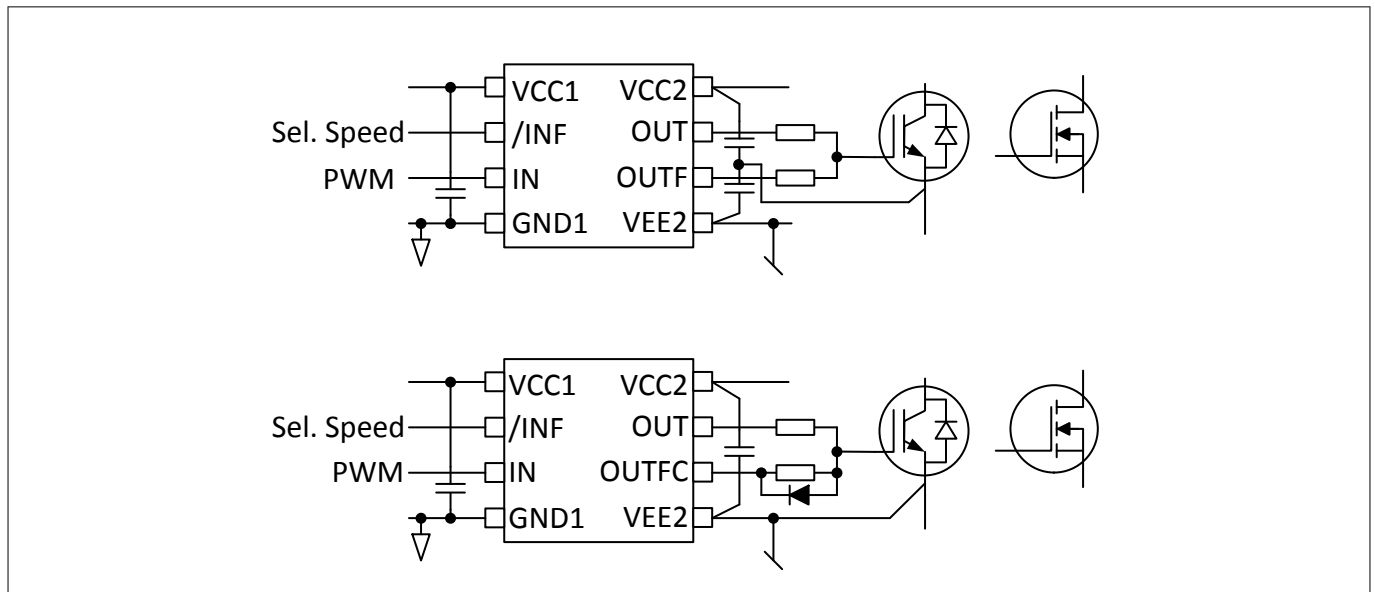 VCC1 VCC2
Sel. Speed /INF OUT
PWM IN OUTF
GND1 VEE2
VCC1 VCC2
Sel. Speed /INF OUT
PWM IN OUTFC
GND1 VEE2